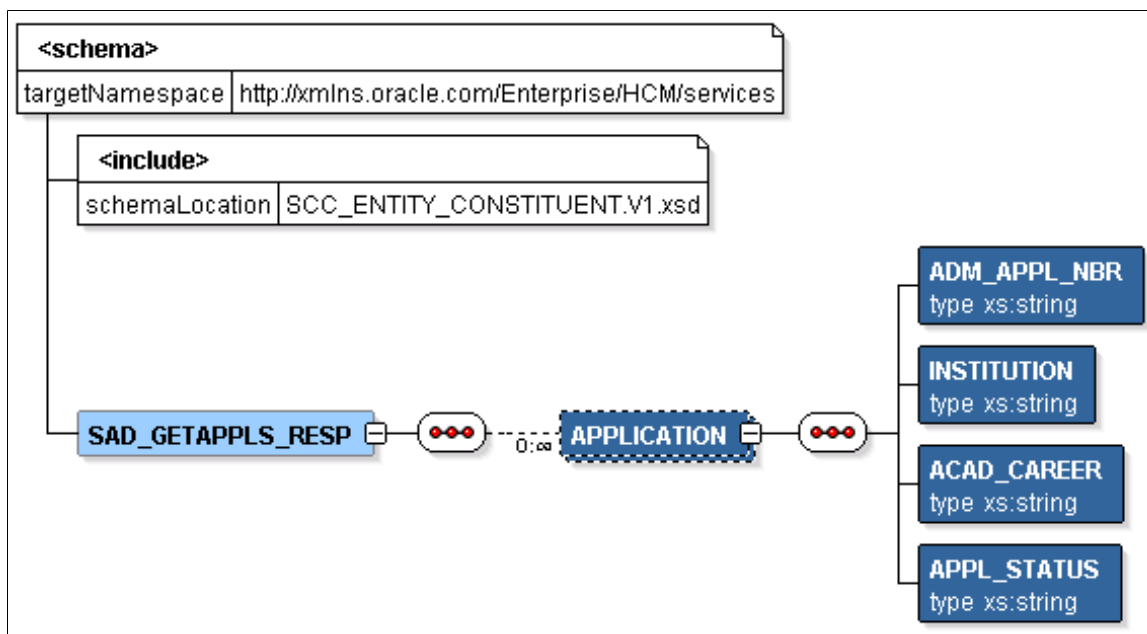 <schema>
targetNamespace http://xmlns.oracle.com/Enterprise/HCM/services
<include>
schemaLocation SCC_ENTITY_CONSTITUENT.V1.xsd
ADM_APPL_NBR
type xs:string
INSTITUTION
type xs:string
SAD_GETAPPLS_RESP
0:∞
APPLICATION
ACAD_CAREER
type xs:string
APPL_STATUS
type xs:string